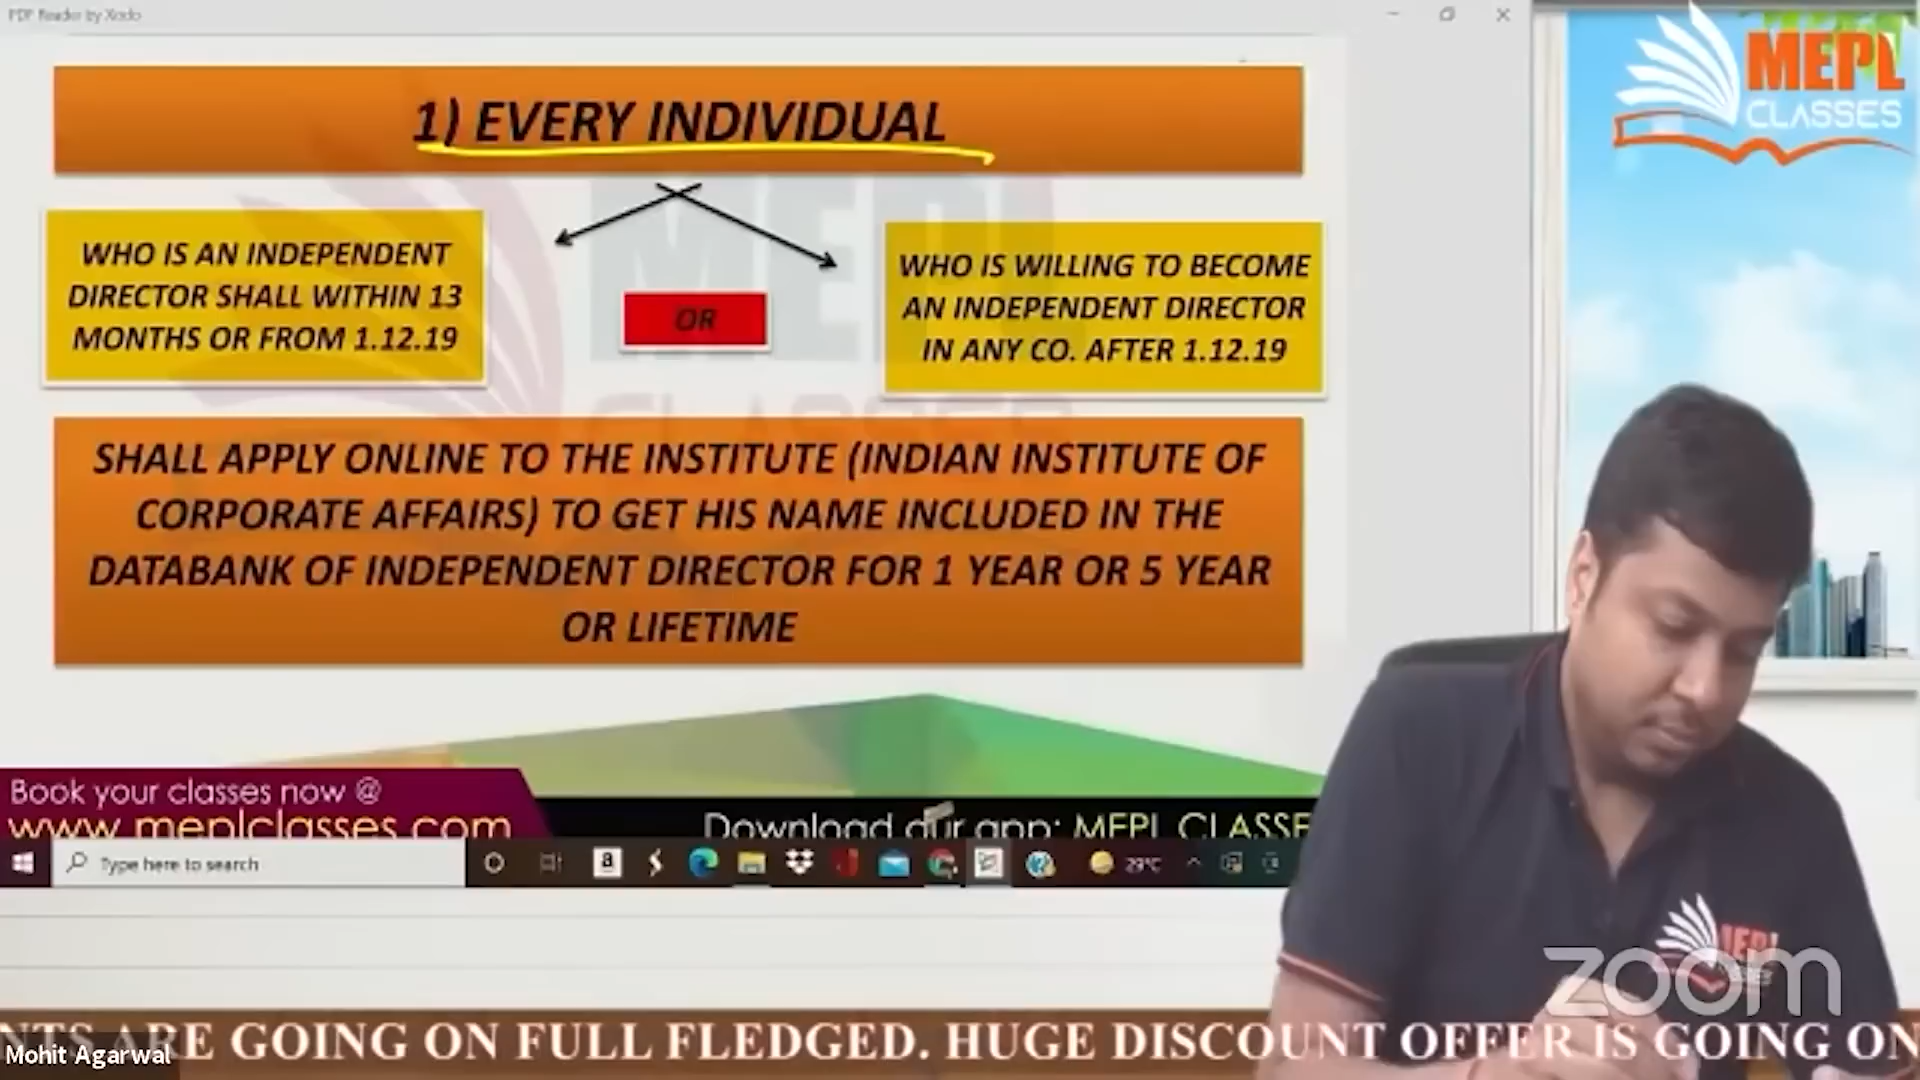 PDF Reader by Xodo
MEPL
CLASSES
1) EVERY INDIVIDUAL
WHO IS AN INDEPENDENT
DIRECTOR SHALL WITHIN 13
MONTHS OR FROM 1.12.19
OR
WHO IS WILLING TO BECOME
AN INDEPENDENT DIRECTOR
IN ANY CO. AFTER 1.12.19
SHALL APPLY ONLINE TO THE INSTITUTE (INDIAN INSTITUTE OF
CORPORATE AFFAIRS) TO GET HIS NAME INCLUDED IN THE
DATABANK OF INDEPENDENT DIRECTOR FOR 1 YEAR OR 5 YEAR
OR LIFETIME
Book your classes now @
www.meplclasses.com
Download our app: MEPL CLASSE
Type here to search
29°C
zoom
NTS ARE GOING ON FULL FLEDGED. HUGE DISCOUNT OFFER IS GOING ON
Mohit Agarwal